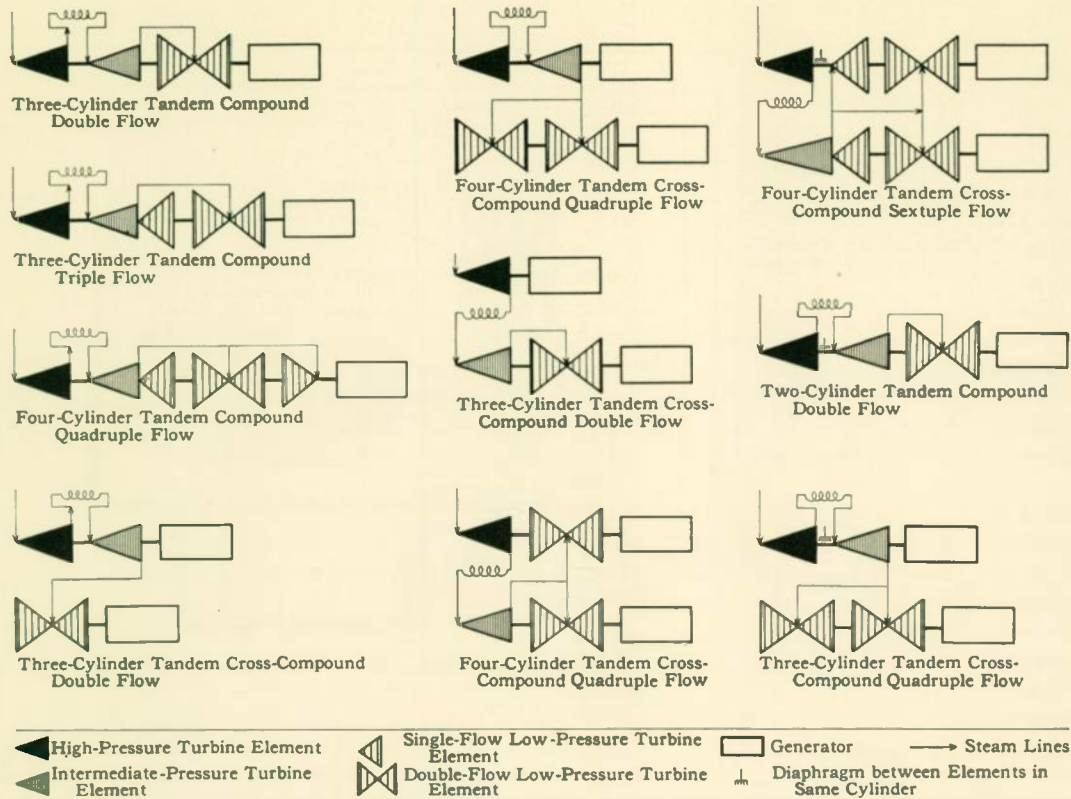 Three-Cylinder Tandem Compound
Double Flow
Three-Cylinder Tandem Compound
Triple Flow
Four-Cylinder Tandem Compound
Quadruple Flow
Three-Cylinder Tandem Cross-Compound
Double Flow
Four-Cylinder Tandem Cross-
Compound Quadruple Flow
Three-Cylinder Tandem Cross-
Compound Double Flow
Four-Cylinder Tandem Cross-
Compound Quadruple Flow
Four-Cylinder Tandem Cross-
Compound Sextuple Flow
Two-Cylinder Tandem Compound
Double Flow
Three-Cylinder Tandem Cross-
Compound Quadruple Flow
High-Pressure Turbine Element
Intermediate-Pressure Turbine
Element
Single-Flow Low-Pressure Turbine
Element
Double-Flow Low-Pressure Turbine
Element
Generator
Steam Lines
Diaphragm between Elements in
Same Cylinder